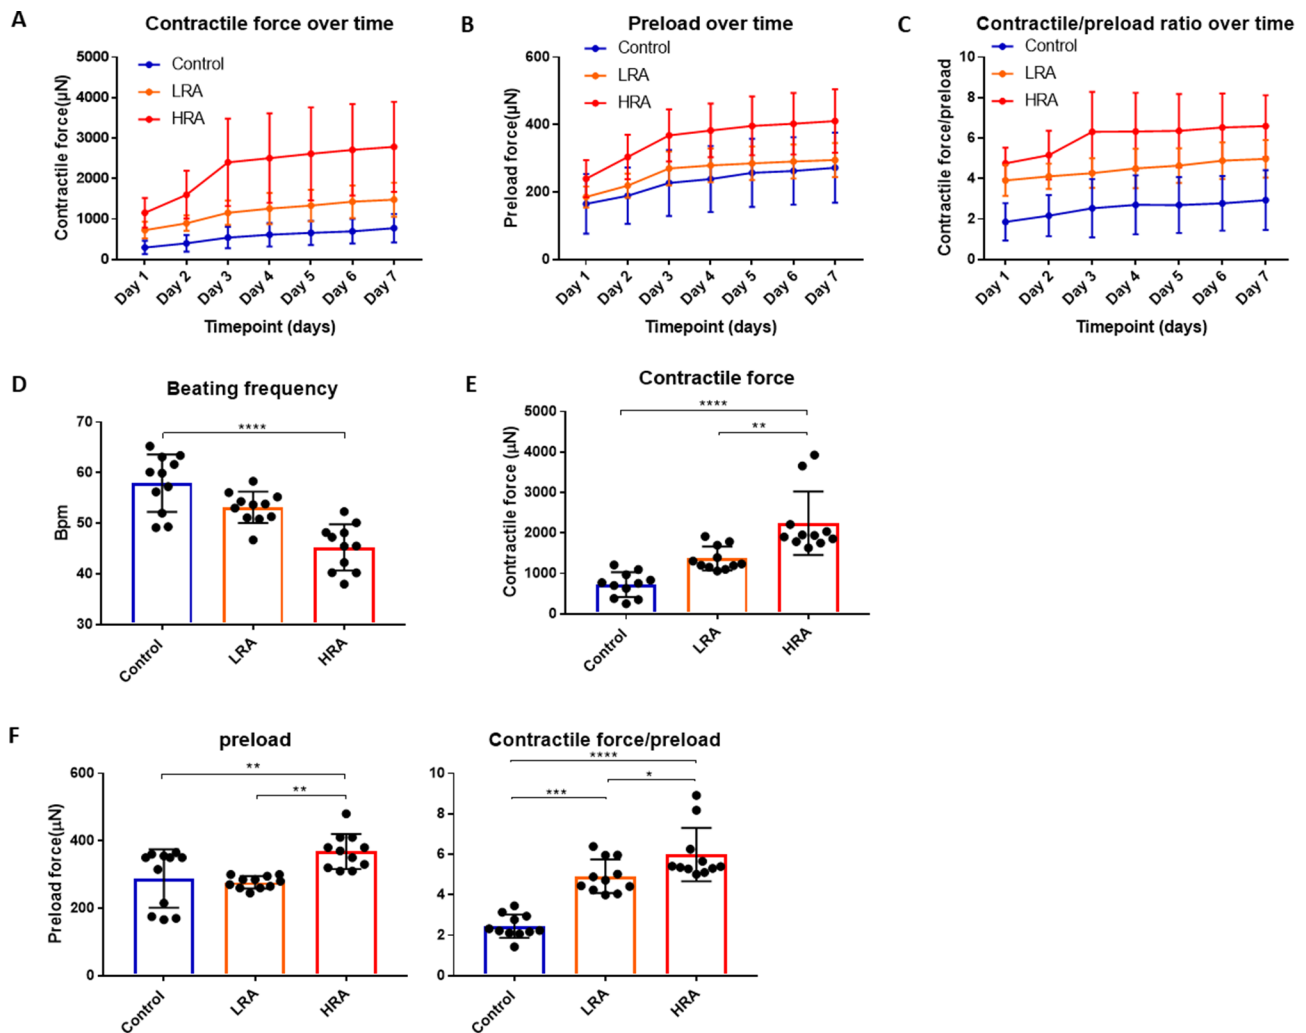 A
Contractile force over time
Contractile force(µN)
5000
4000
3000
2000
1000
0
Control
LRA
HRA
Day 1
Day 2
Day 3
Day 4
Day 5
Day 6
Day 7
Timepoint (days)
B
Preload over time
Preload force(µN)
600
400
200
0
Control
LRA
HRA
Day 1
Day 2
Day 3
Day 4
Day 5
Day 6
Day 7
Timepoint (days)
C
Contractile/preload ratio over time
Contractile force/preload
10
8
6
4
2
0
Control
LRA
HRA
Day 1
Day 2
Day 3
Day 4
Day 5
Day 6
Day 7
Timepoint (days)
D
Beating frequency
Bpm
70
60
50
40
30
****
Control
LRA
HRA
E
Contractile force
Contractile force (µN)
5000
4000
3000
2000
1000
0
****
**
Control
LRA
HRA
F
preload
Preload force(µN)
600
400
200
0
**
**
Control
LRA
HRA
Contractile force/preload
10
8
6
4
2
0
****
*
***
Control
LRA
HRA